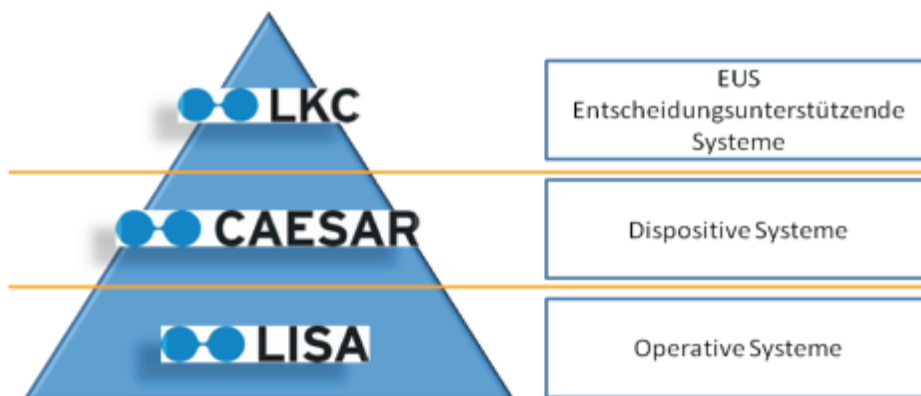 LKC
EUS
Entscheidungsunterstützende
Systeme
CAESAR
Dispositive Systeme
LISA
Operative Systeme